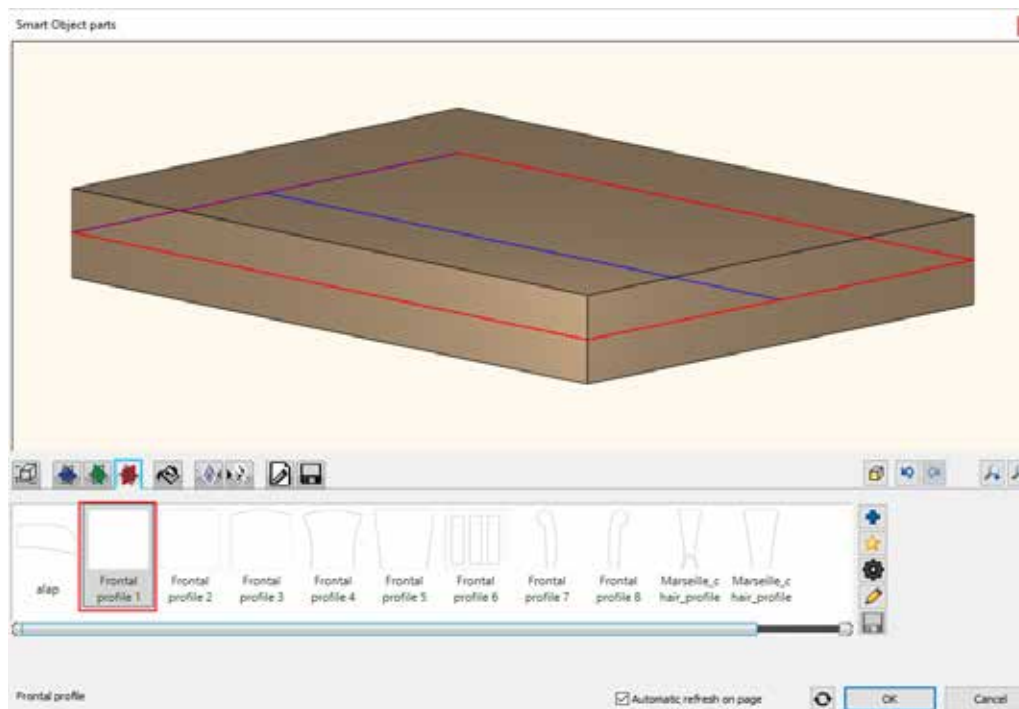 Smart Object parts
alap
Frontal
profile 1
Frontal
profile 2
Frontal
profile 3
Frontal
profile 4
Frontal
profile 5
Frontal
profile 6
Frontal
profile 7
Frontal
profile 8
Marseille_c
hair_profile
Marseille_c
hair_profile
Frontal profile
Automatic refresh on page
OK
Cancel